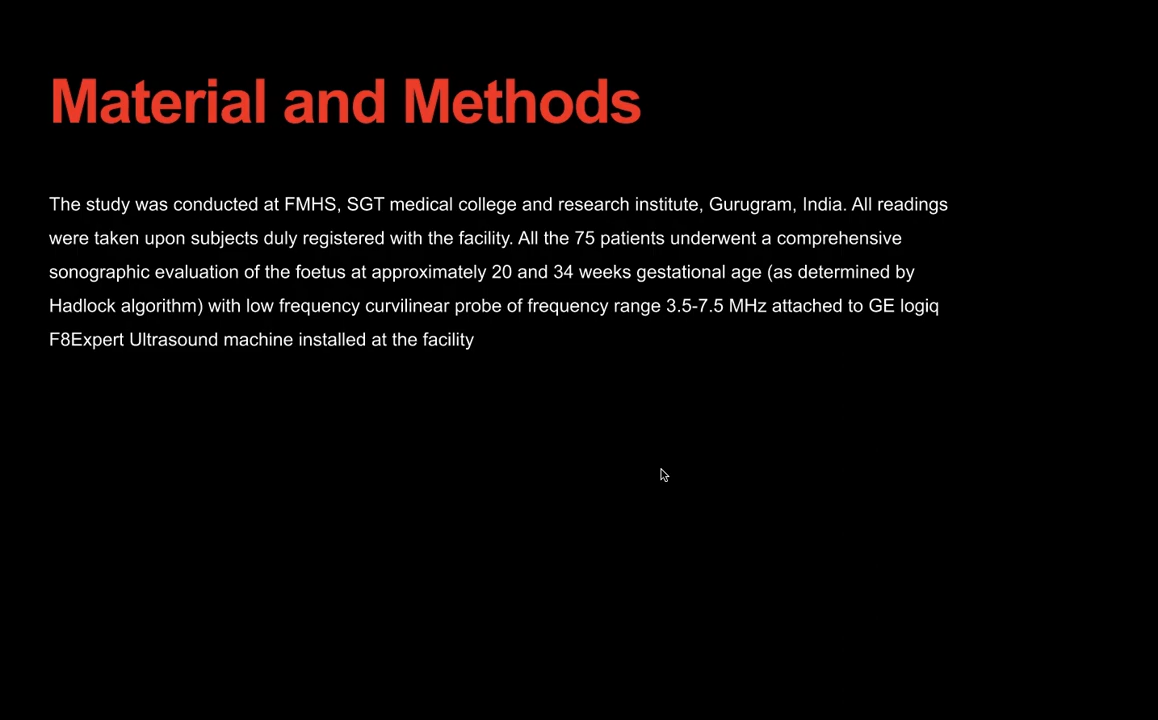 Material and Methods
The study was conducted at FMHS, SGT medical college and research institute, Gurugram, India. All readings
were taken upon subjects duly registered with the facility. All the 75 patients underwent a comprehensive
sonographic evaluation of the foetus at approximately 20 and 34 weeks gestational age (as determined by
Hadlock algorithm) with low frequency curvilinear probe of frequency range 3.5-7.5 MHz attached to GE logiq
F8Expert Ultrasound machine installed at the facility